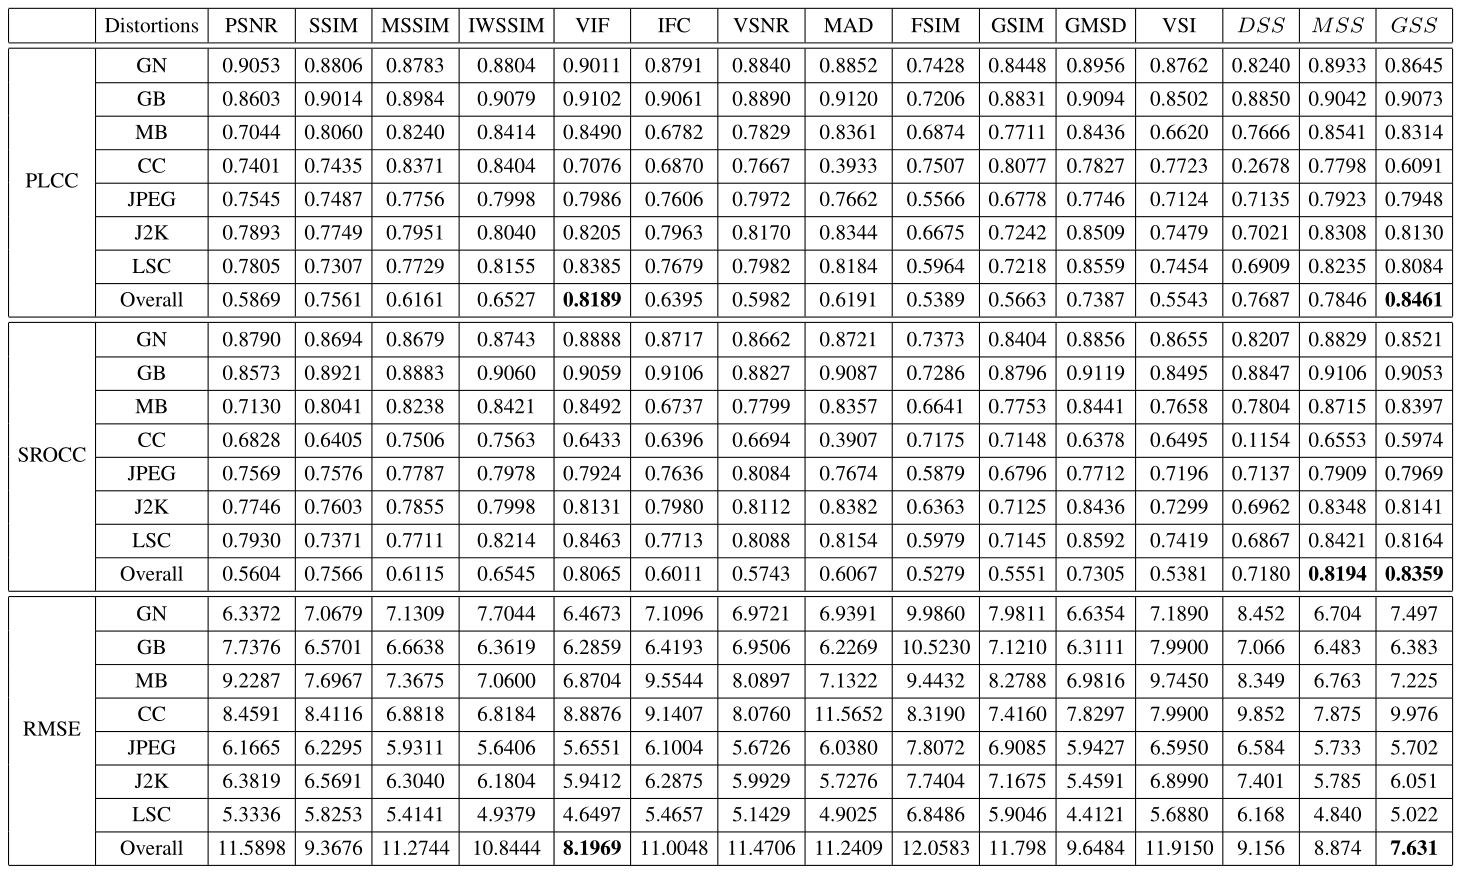 Distortions PSNR SSIM MSSIM IWSSIM VIF IFC VSNR MAD FSIM GSIM GMSD VSI DSS MSS GSS
GN 0.9053 0.8806 0.8783 0.8804 0.9011 0.8791 0.8840 0.8852 0.7428 0.8448 0.8956 0.8762 0.8240 0.8933 0.8645
GB 0.8603 0.9014 0.8984 0.9079 0.9102 0.9061 0.8890 0.9120 0.7206 0.8831 0.9094 0.8502 0.8850 0.9042 0.9073
MB 0.7044 0.8060 0.8240 0.8414 0.8490 0.6782 0.7829 0.8361 0.6874 0.7711 0.8436 0.6620 0.7666 0.8541 0.8314
CC 0.7401 0.7435 0.8371 0.8404 0.7076 0.6870 0.7667 0.3933 0.7507 0.8077 0.7827 0.7723 0.2678 0.7798 0.6091
PLCC
JPEG 0.7545 0.7487 0.7756 0.7998 0.7986 0.7606 0.7972 0.7662 0.5566 0.6778 0.7746 0.7124 0.7135 0.7923 0.7948
J2K 0.7893 0.7749 0.7951 0.8040 0.8205 0.7963 0.8170 0.8344 0.6675 0.7242 0.8509 0.7479 0.7021 0.8308 0.8130
LSC 0.7805 0.7307 0.7729 0.8155 0.8385 0.7679 0.7982 0.8184 0.5964 0.7218 0.8559 0.7454 0.6909 0.8235 0.8084
Overall 0.5869 0.7561 0.6161 0.6527 0.8189 0.6395 0.5982 0.6191 0.5389 0.5663 0.7387 0.5543 0.7687 0.7846 0.8461
GN 0.8790 0.8694 0.8679 0.8743 0.8888 0.8717 0.8662 0.8721 0.7373 0.8404 0.8856 0.8655 0.8207 0.8829 0.8521
GB 0.8573 0.8921 0.8883 0.9060 0.9059 0.9106 0.8827 0.9087 0.7286 0.8796 0.9119 0.8495 0.8847 0.9106 0.9053
MB 0.7130 0.8041 0.8238 0.8421 0.8492 0.6737 0.7799 0.8357 0.6641 0.7753 0.8441 0.7658 0.7804 0.8715 0.8397
CC 0.6828 0.6405 0.7506 0.7563 0.6433 0.6396 0.6694 0.3907 0.7175 0.7148 0.6378 0.6495 0.1154 0.6553 0.5974
SROCC
JPEG 0.7569 0.7576 0.7787 0.7978 0.7924 0.7636 0.8084 0.7674 0.5879 0.6796 0.7712 0.7196 0.7137 0.7909 0.7969
J2K 0.7746 0.7603 0.7855 0.7998 0.8131 0.7980 0.8112 0.8382 0.6363 0.7125 0.8436 0.7299 0.6962 0.8348 0.8141
LSC 0.7930 0.7371 0.7711 0.8214 0.8463 0.7713 0.8088 0.8154 0.5979 0.7145 0.8592 0.7419 0.6867 0.8421 0.8164
Overall 0.5604 0.7566 0.6115 0.6545 0.8065 0.6011 0.5743 0.6067 0.5279 0.5551 0.7305 0.5381 0.7180 0.8194 0.8359
GN 6.3372 7.0679 7.1309 7.7044 6.4673 7.1096 6.9721 6.9391 9.9860 7.9811 6.6354 7.1890 8.452 6.704 7.497
GB 7.7376 6.5701 6.6638 6.3619 6.2859 6.4193 6.9506 6.2269 10.5230 7.1210 6.3111 7.9900 7.066 6.483 6.383
MB 9.2287 7.6967 7.3675 7.0600 6.8704 9.5544 8.0897 7.1322 9.4432 8.2788 6.9816 9.7450 8.349 6.763 7.225
CC 8.4591 8.4116 6.8818 6.8184 8.8876 9.1407 8.0760 11.5652 8.3190 7.4160 7.8297 7.9900 9.852 7.875 9.976
RMSE
JPEG 6.1665 6.2295 5.9311 5.6406 5.6551 6.1004 5.6726 6.0380 7.8072 6.9085 5.9427 6.5950 6.584 5.733 5.702
J2K 6.3819 6.5691 6.3040 6.1804 5.9412 6.2875 5.9929 5.7276 7.7404 7.1675 5.4591 6.8990 7.401 5.785 6.051
LSC 5.3336 5.8253 5.4141 4.9379 4.6497 5.4657 5.1429 4.9025 6.8486 5.9046 4.4121 5.6880 6.168 4.840 5.022
Overall 11.5898 9.3676 11.2744 10.8444 8.1969 11.0048 11.4706 11.2409 12.0583 11.798 9.6484 11.9150 9.156 8.874 7.631